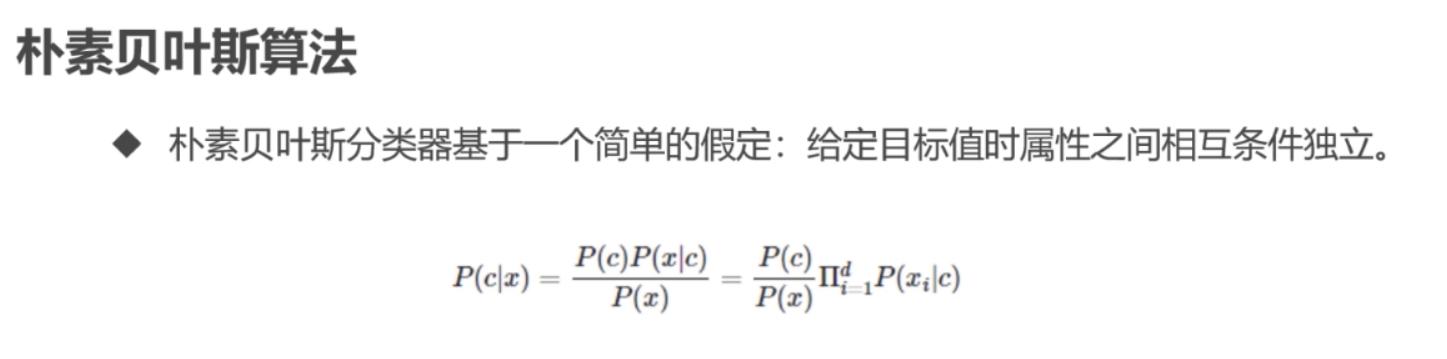 朴素贝叶斯算法
◆ 朴素贝叶斯分类器基于一个简单的假定：给定目标值时属性之间相互条件独立。
P(c|x) = \frac{P(c)P(x|c)}{P(x)} = \frac{P(c)}{P(x)} Π_{i=1}^{d} P(x_i|c)